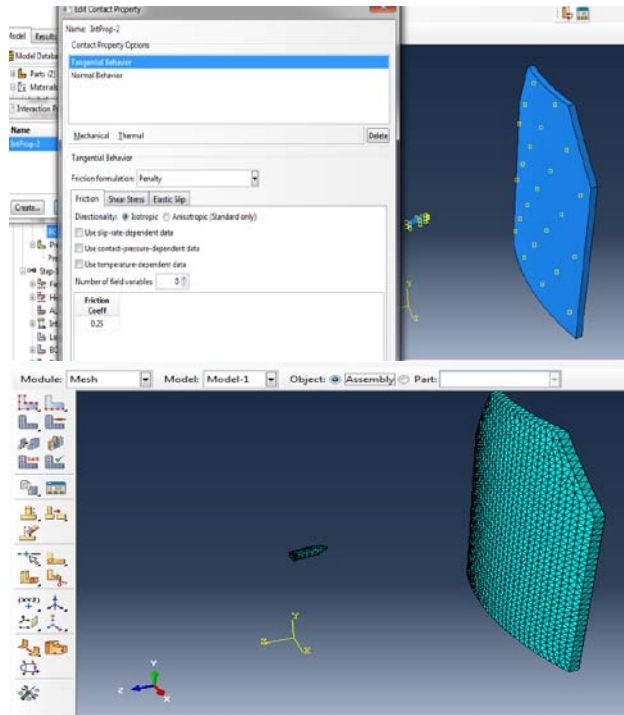 Edit Contact Property
Name: IntProp-2
Contact Property Options
Tangential Behavior
Normal Behavior
Mechanical Thermal
Delete
Tangential Behavior
Friction formulation: Penalty
Friction Shear Stress Elastic Slip
Directionality: Isotropic Anisotropic (Standard only)
Use slip-rate-dependent data
Use contact-pressure-dependent data
Use temperature-dependent data
Number of field variables: 0
Friction
Coeff
0.25
Model Results
Model Databa
Parts (2)
Materials
Interaction P
Name
IntProp-2
Create...
Step-
Y
Z
X
Module: Mesh Model: Model-1 Object: Assembly Part:
(XYZ)
Y
Z
X
Y
Z
X